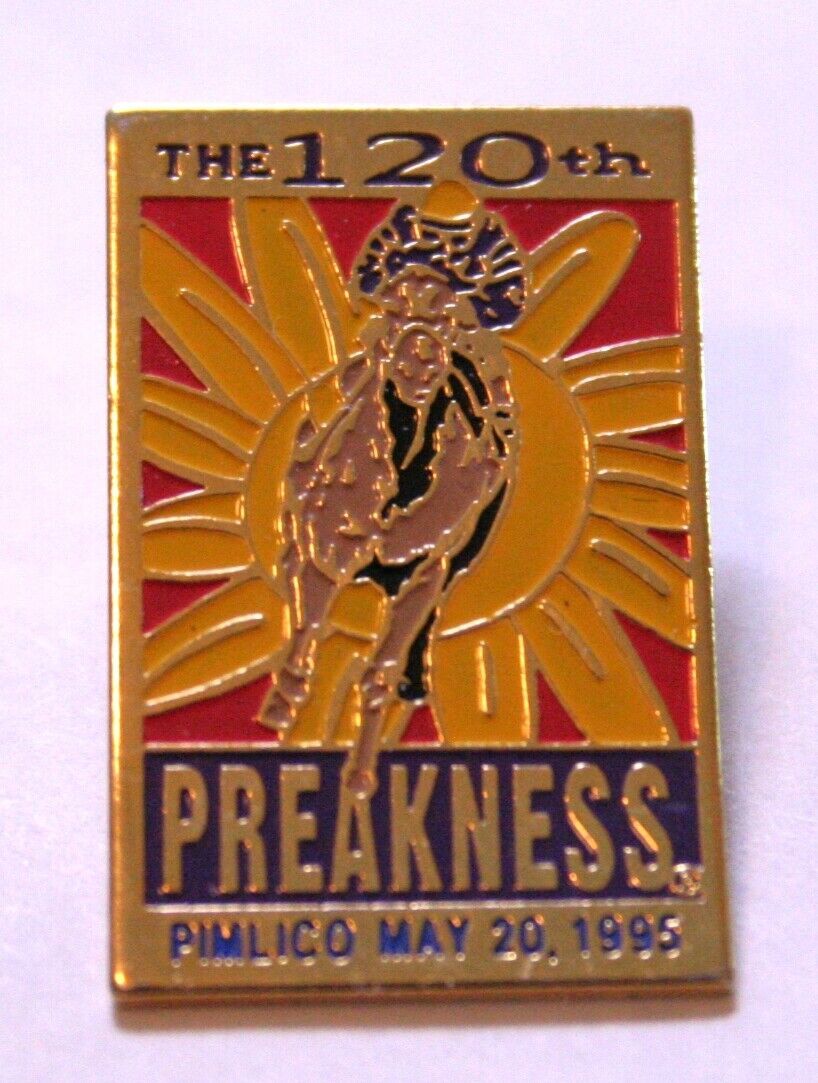 THE 120th
PREAKNESS®
PIMLICO MAY 20, 1995